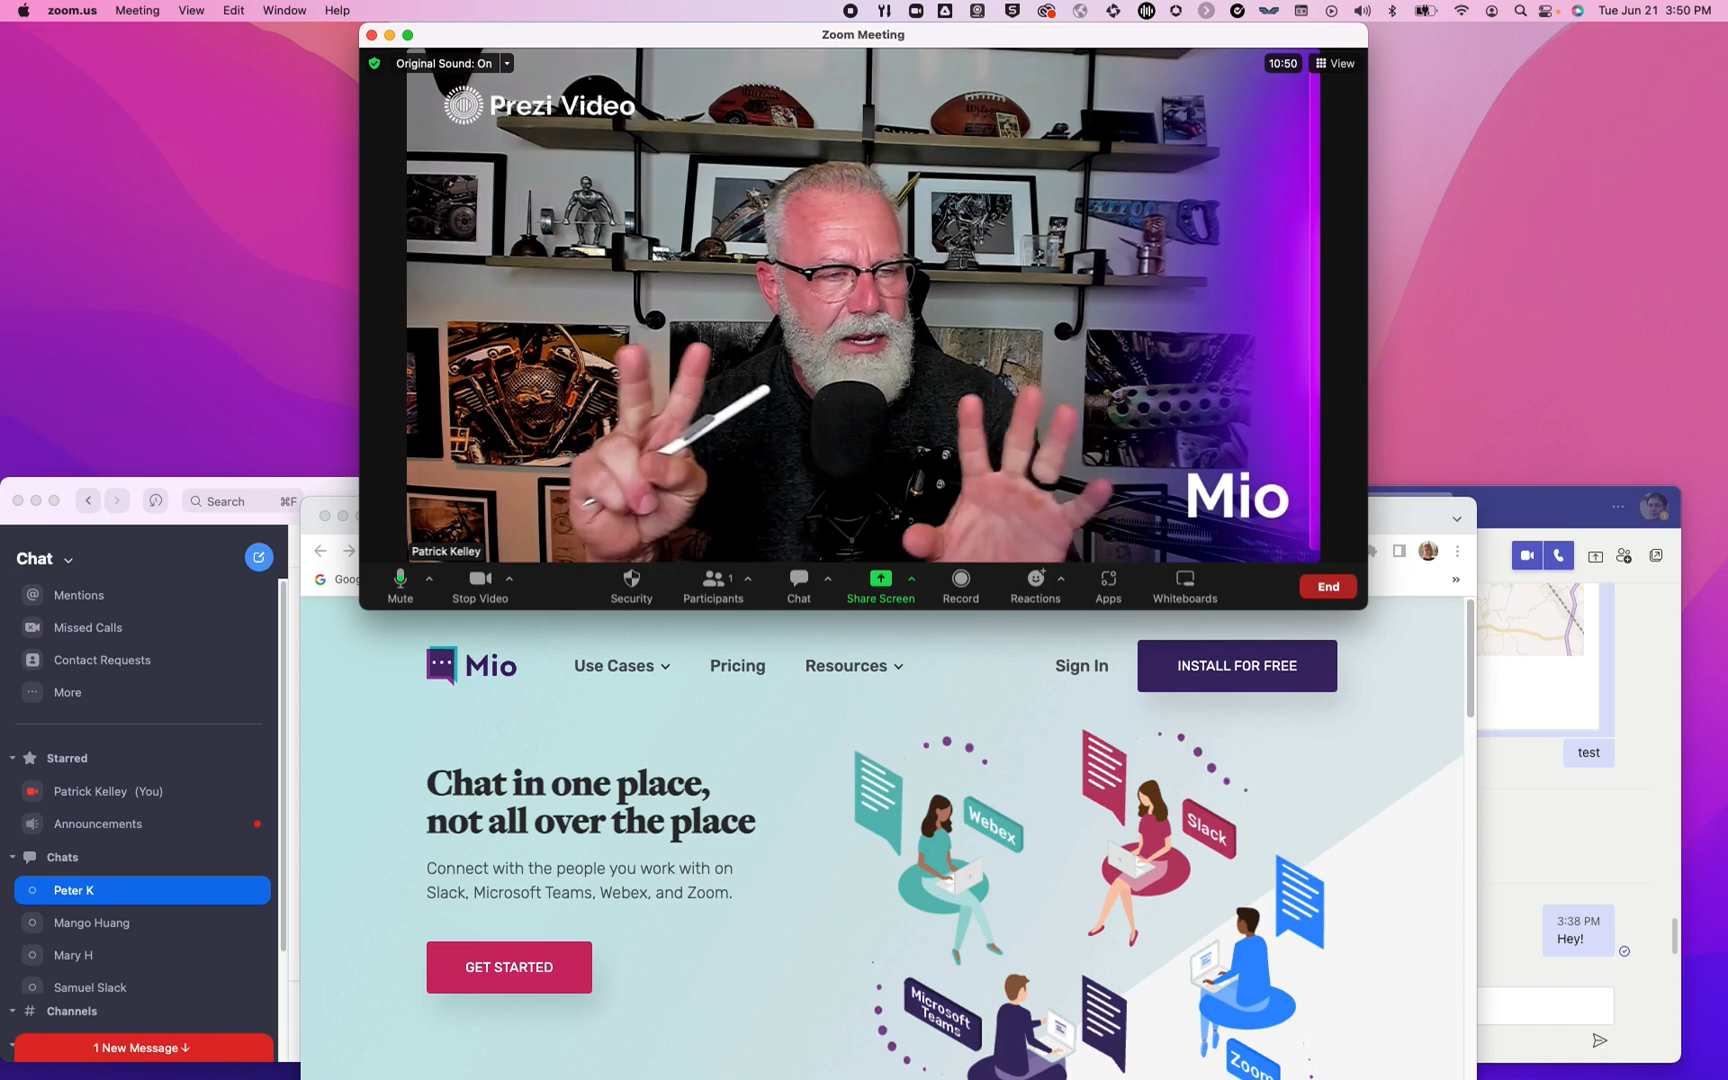 zoom.us Meeting View Edit Window Help
Tue Jun 21 3:50 PM
Zoom Meeting
Original Sound: On
10:50
View
Prezi Video
Wilson
TATTOO
Mio
Patrick Kelley
Mute
Stop Video
Security
1
Participants
Chat
Share Screen
Record
Reactions
Apps
Whiteboards
End
Search ⌘F
Chat
Mentions
Missed Calls
Contact Requests
More
Starred
Patrick Kelley (You)
Announcements
Chats
Peter K
Mango Huang
Mary H
Samuel Slack
Channels
1 New Message ↓
G Goo
»
Mio
Use Cases
Pricing
Resources
Sign In
INSTALL FOR FREE
Chat in one place,
not all over the place
Connect with the people you work with on
Slack, Microsoft Teams, Webex, and Zoom.
GET STARTED
Webex
Slack
Microsoft
Teams
Zoom
test
3:38 PM
Hey!